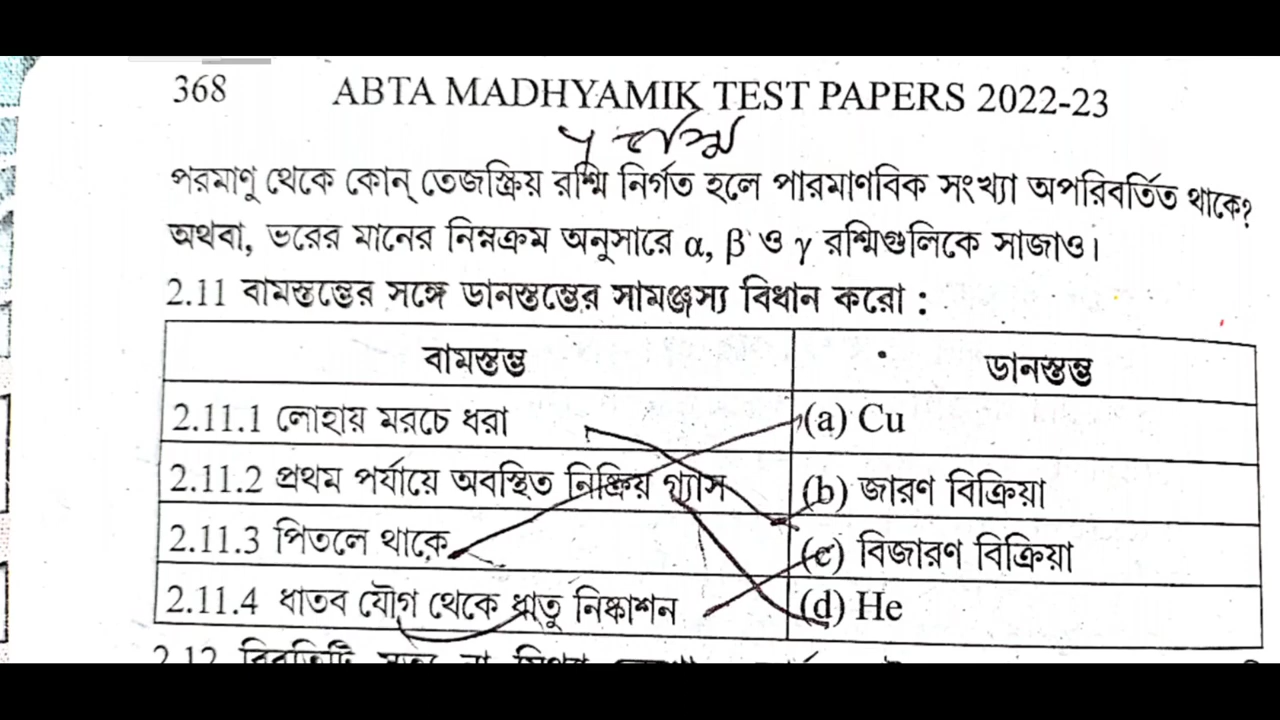 368 ABTA MADHYAMIK TEST PAPERS 2022-23
পরমাণু থেকে কোন্ তেজস্ক্রিয় রশ্মি নির্গত হলে পারমাণবিক সংখ্যা অপরিবর্তিত থাকে?
অথবা, ভরের মানের নিম্নক্রম অনুসারে α, β ও γ রশ্মিগুলিকে সাজাও।
2.11 বামস্তম্ভের সঙ্গে ডানস্তম্ভের সামঞ্জস্য বিধান করো :
বামস্তম্ভ ডানস্তম্ভ
2.11.1 লোহায় মরচে ধরা (a) Cu
2.11.2 প্রথম পর্যায়ে অবস্থিত নিষ্ক্রিয় গ্যাস (b) জারণ বিক্রিয়া
2.11.3 পিতলে থাকে (c) বিজারণ বিক্রিয়া
2.11.4 ধাতব যৌগ থেকে ধাতু নিষ্কাশন (d) He